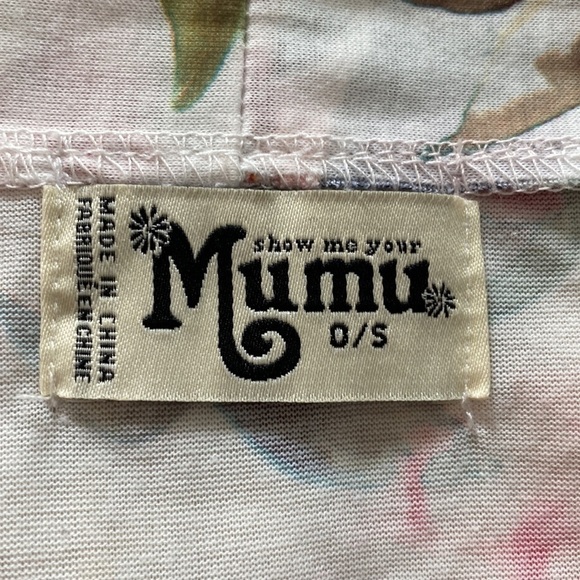 show me your
Mumu
O/S
MADE IN CHINA
FABRIQUÉ EN CHINE